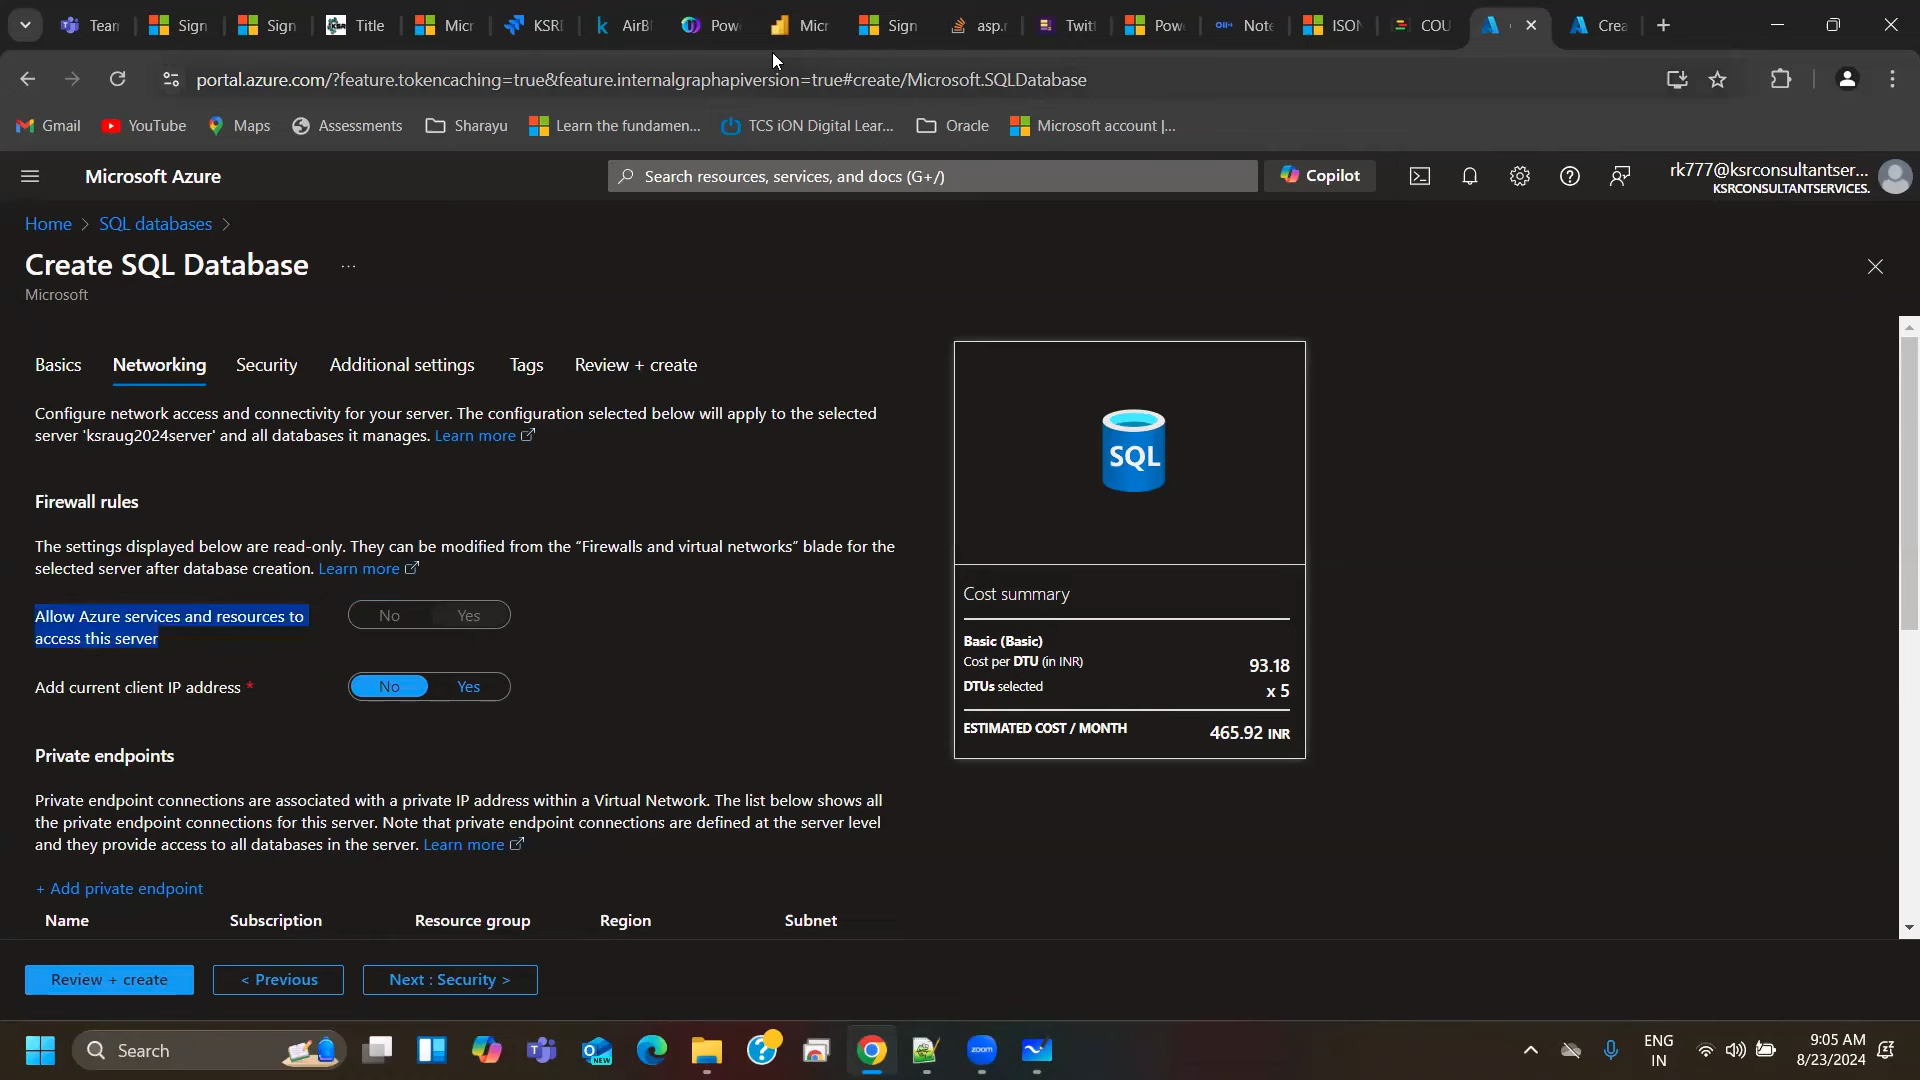 Team
Sign
Sign
Title
Micr
KSRI
AirB
Pow
Micr
Sign
asp.r
Twit
Pow
Note
ISO
COU
Crea
portal.azure.com/?feature.tokencaching=true&feature.internalgraphapiversion=true#create/Microsoft.SQLDatabase
Gmail
YouTube
Maps
Assessments
Sharayu
Learn the fundamen...
TCS iON Digital Lear...
Oracle
Microsoft account |...
Microsoft Azure
Search resources, services, and docs (G+/)
Copilot
rk777@ksrconsultantser...
KSRCONSULTANTSERVICES.
Home > SQL databases >
Create SQL Database ...
Microsoft
Basics
Networking
Security
Additional settings
Tags
Review + create
Configure network access and connectivity for your server. The configuration selected below will apply to the selected
server 'ksraug2024server' and all databases it manages. Learn more
Firewall rules
The settings displayed below are read-only. They can be modified from the “Firewalls and virtual networks” blade for the
selected server after database creation. Learn more
Allow Azure services and resources to
access this server
No Yes
Add current client IP address *
No Yes
Private endpoints
Private endpoint connections are associated with a private IP address within a Virtual Network. The list below shows all
the private endpoint connections for this server. Note that private endpoint connections are defined at the server level
and they provide access to all databases in the server. Learn more
+ Add private endpoint
Name
Subscription
Resource group
Region
Subnet
SQL
Cost summary
Basic (Basic)
Cost per DTU (in INR) 93.18
DTUs selected x 5
ESTIMATED COST / MONTH 465.92 INR
Review + create
< Previous
Next : Security >
Search
NEW
zoom
ENG
IN
9:05 AM
8/23/2024